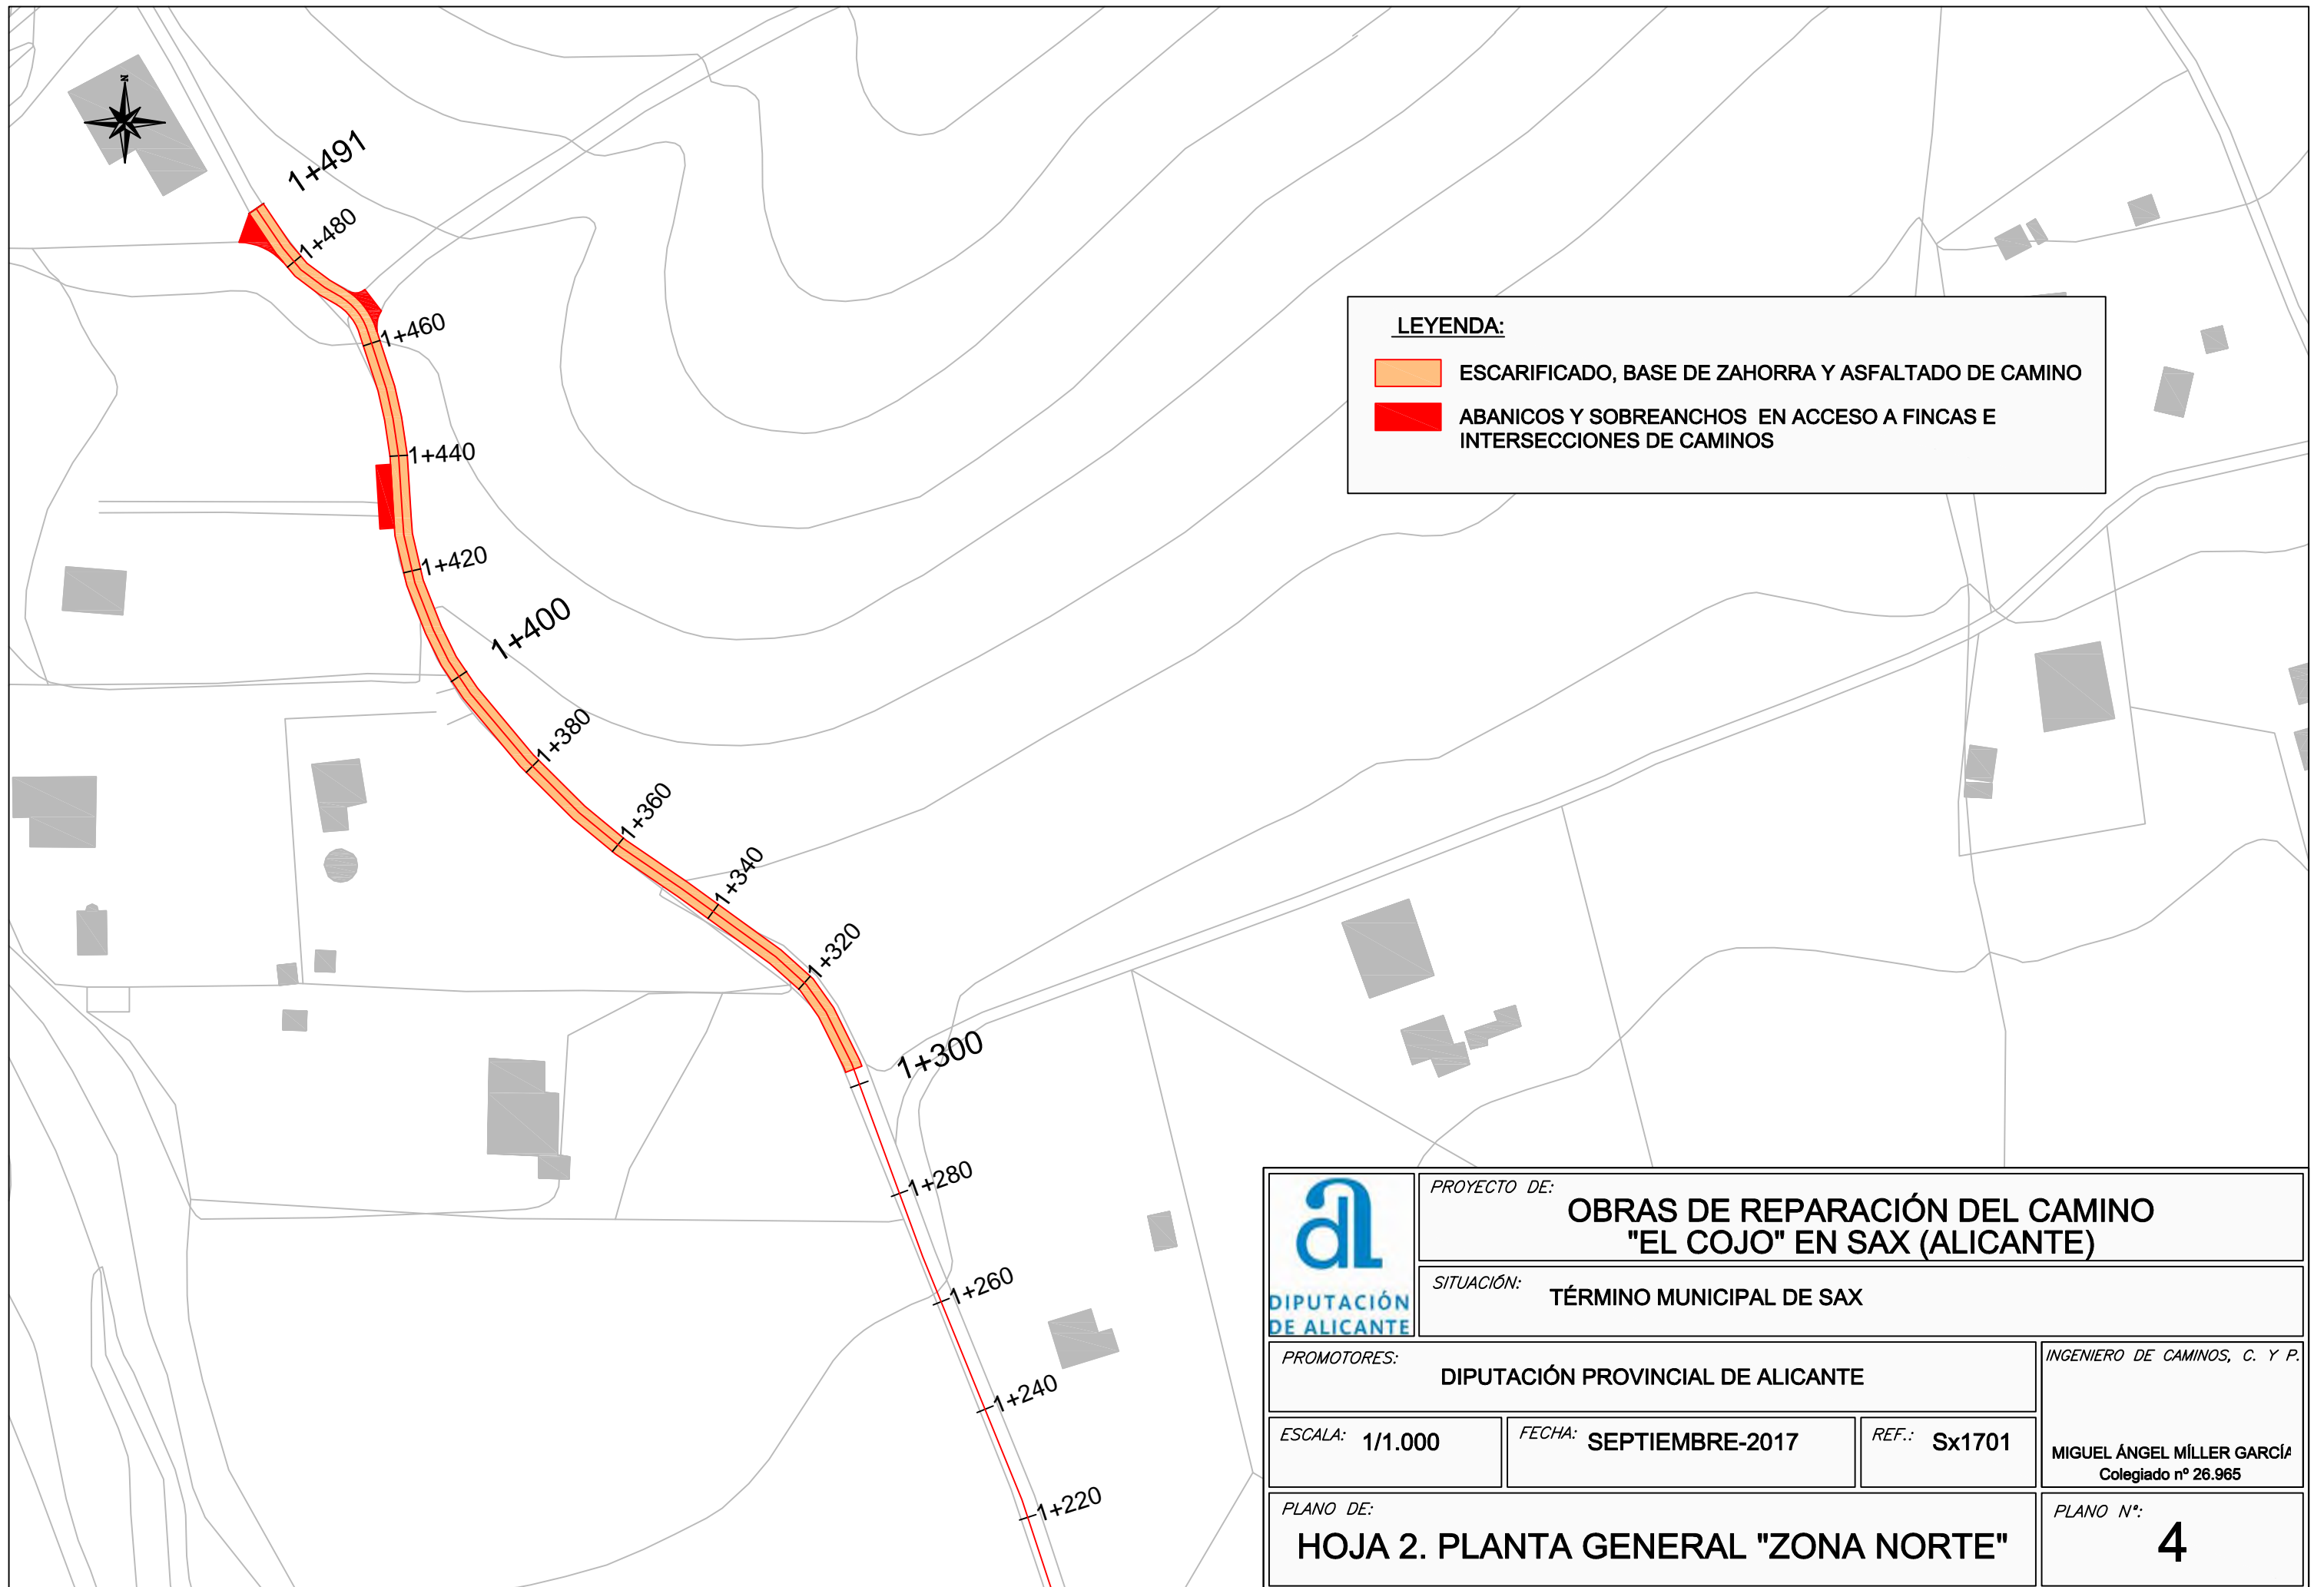 N
1+491
1+480
1+460
1+440
1+420
1+400
1+380
1+360
1+340
1+320
1+300
1+280
1+260
1+240
1+220
LEYENDA:
ESCARIFICADO, BASE DE ZAHORRA Y ASFALTADO DE CAMINO
ABANICOS Y SOBREANCHOS EN ACCESO A FINCAS E
INTERSECCIONES DE CAMINOS
DIPUTACIÓN
DE ALICANTE
PROYECTO DE:
OBRAS DE REPARACIÓN DEL CAMINO
"EL COJO" EN SAX (ALICANTE)
SITUACIÓN: TÉRMINO MUNICIPAL DE SAX
PROMOTORES:
DIPUTACIÓN PROVINCIAL DE ALICANTE
INGENIERO DE CAMINOS, C. Y P.
MIGUEL ÁNGEL MÍLLER GARCÍA
Colegiado nº 26.965
ESCALA: 1/1.000
FECHA: SEPTIEMBRE-2017
REF.: Sx1701
PLANO DE:
HOJA 2. PLANTA GENERAL "ZONA NORTE"
PLANO Nº:
4